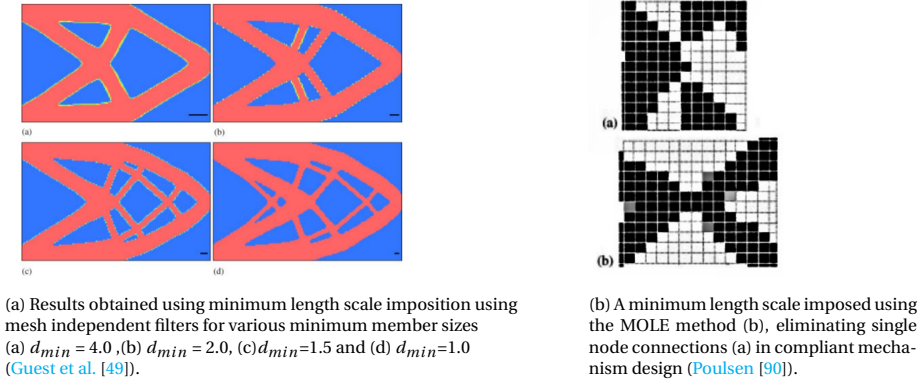 (a)
(b)
(c)
(d)
(a)
(b)
(a) Results obtained using minimum length scale imposition using
mesh independent filters for various minimum member sizes
(a) dmin = 4.0 ,(b) dmin = 2.0, (c)dmin=1.5 and (d) dmin=1.0
(Guest et al. [49]).
(b) A minimum length scale imposed using
the MOLE method (b), eliminating single
node connections (a) in compliant mecha-
nism design (Poulsen [90]).